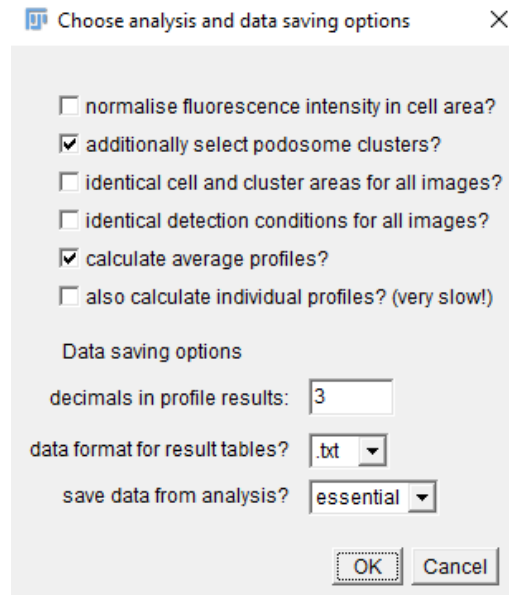 Choose analysis and data saving options
normalise fluorescence intensity in cell area?
additionally select podosome clusters?
identical cell and cluster areas for all images?
identical detection conditions for all images?
calculate average profiles?
also calculate individual profiles? (very slow!)
Data saving options
decimals in profile results: 3
data format for result tables? .txt
save data from analysis? essential
OK Cancel